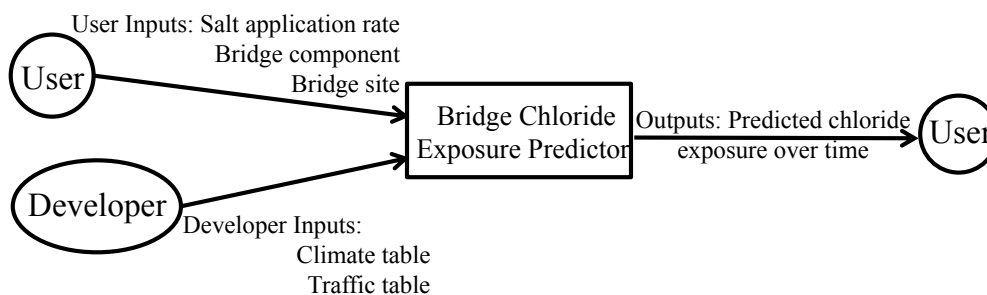 User Inputs: Salt application rate
Bridge component
Bridge site
User
Bridge Chloride
Exposure Predictor
Outputs: Predicted chloride
exposure over time
User
Developer
Developer Inputs:
Climate table
Traffic table